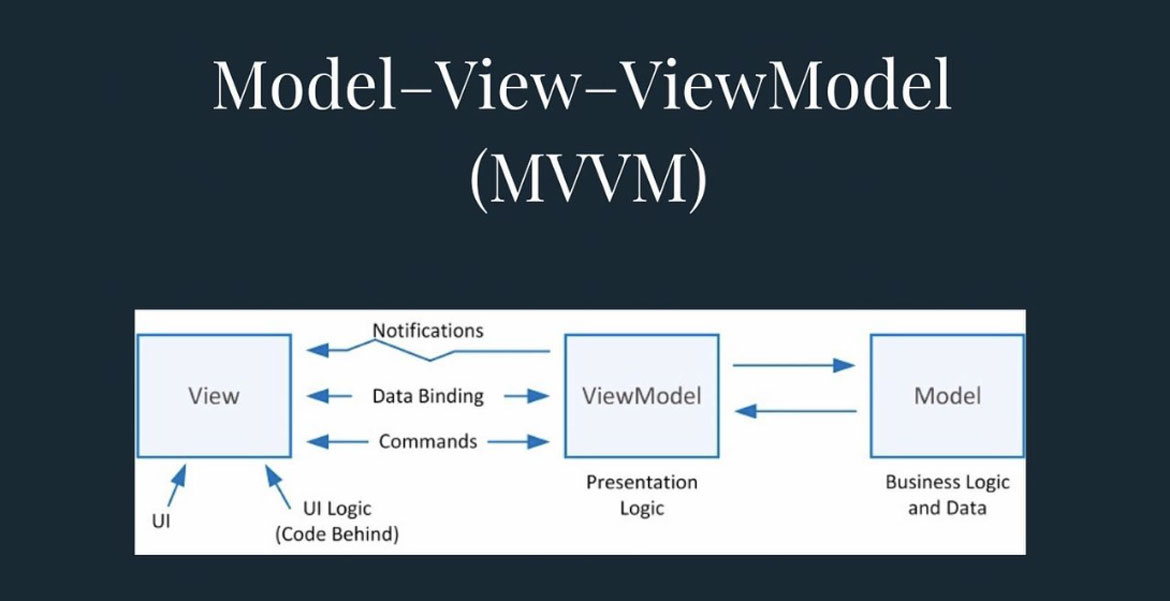 Model–View–ViewModel
(MVVM)
Notifications
View
Data Binding
ViewModel
Model
Commands
Presentation
Logic
Business Logic
and Data
UI
UI Logic
(Code Behind)